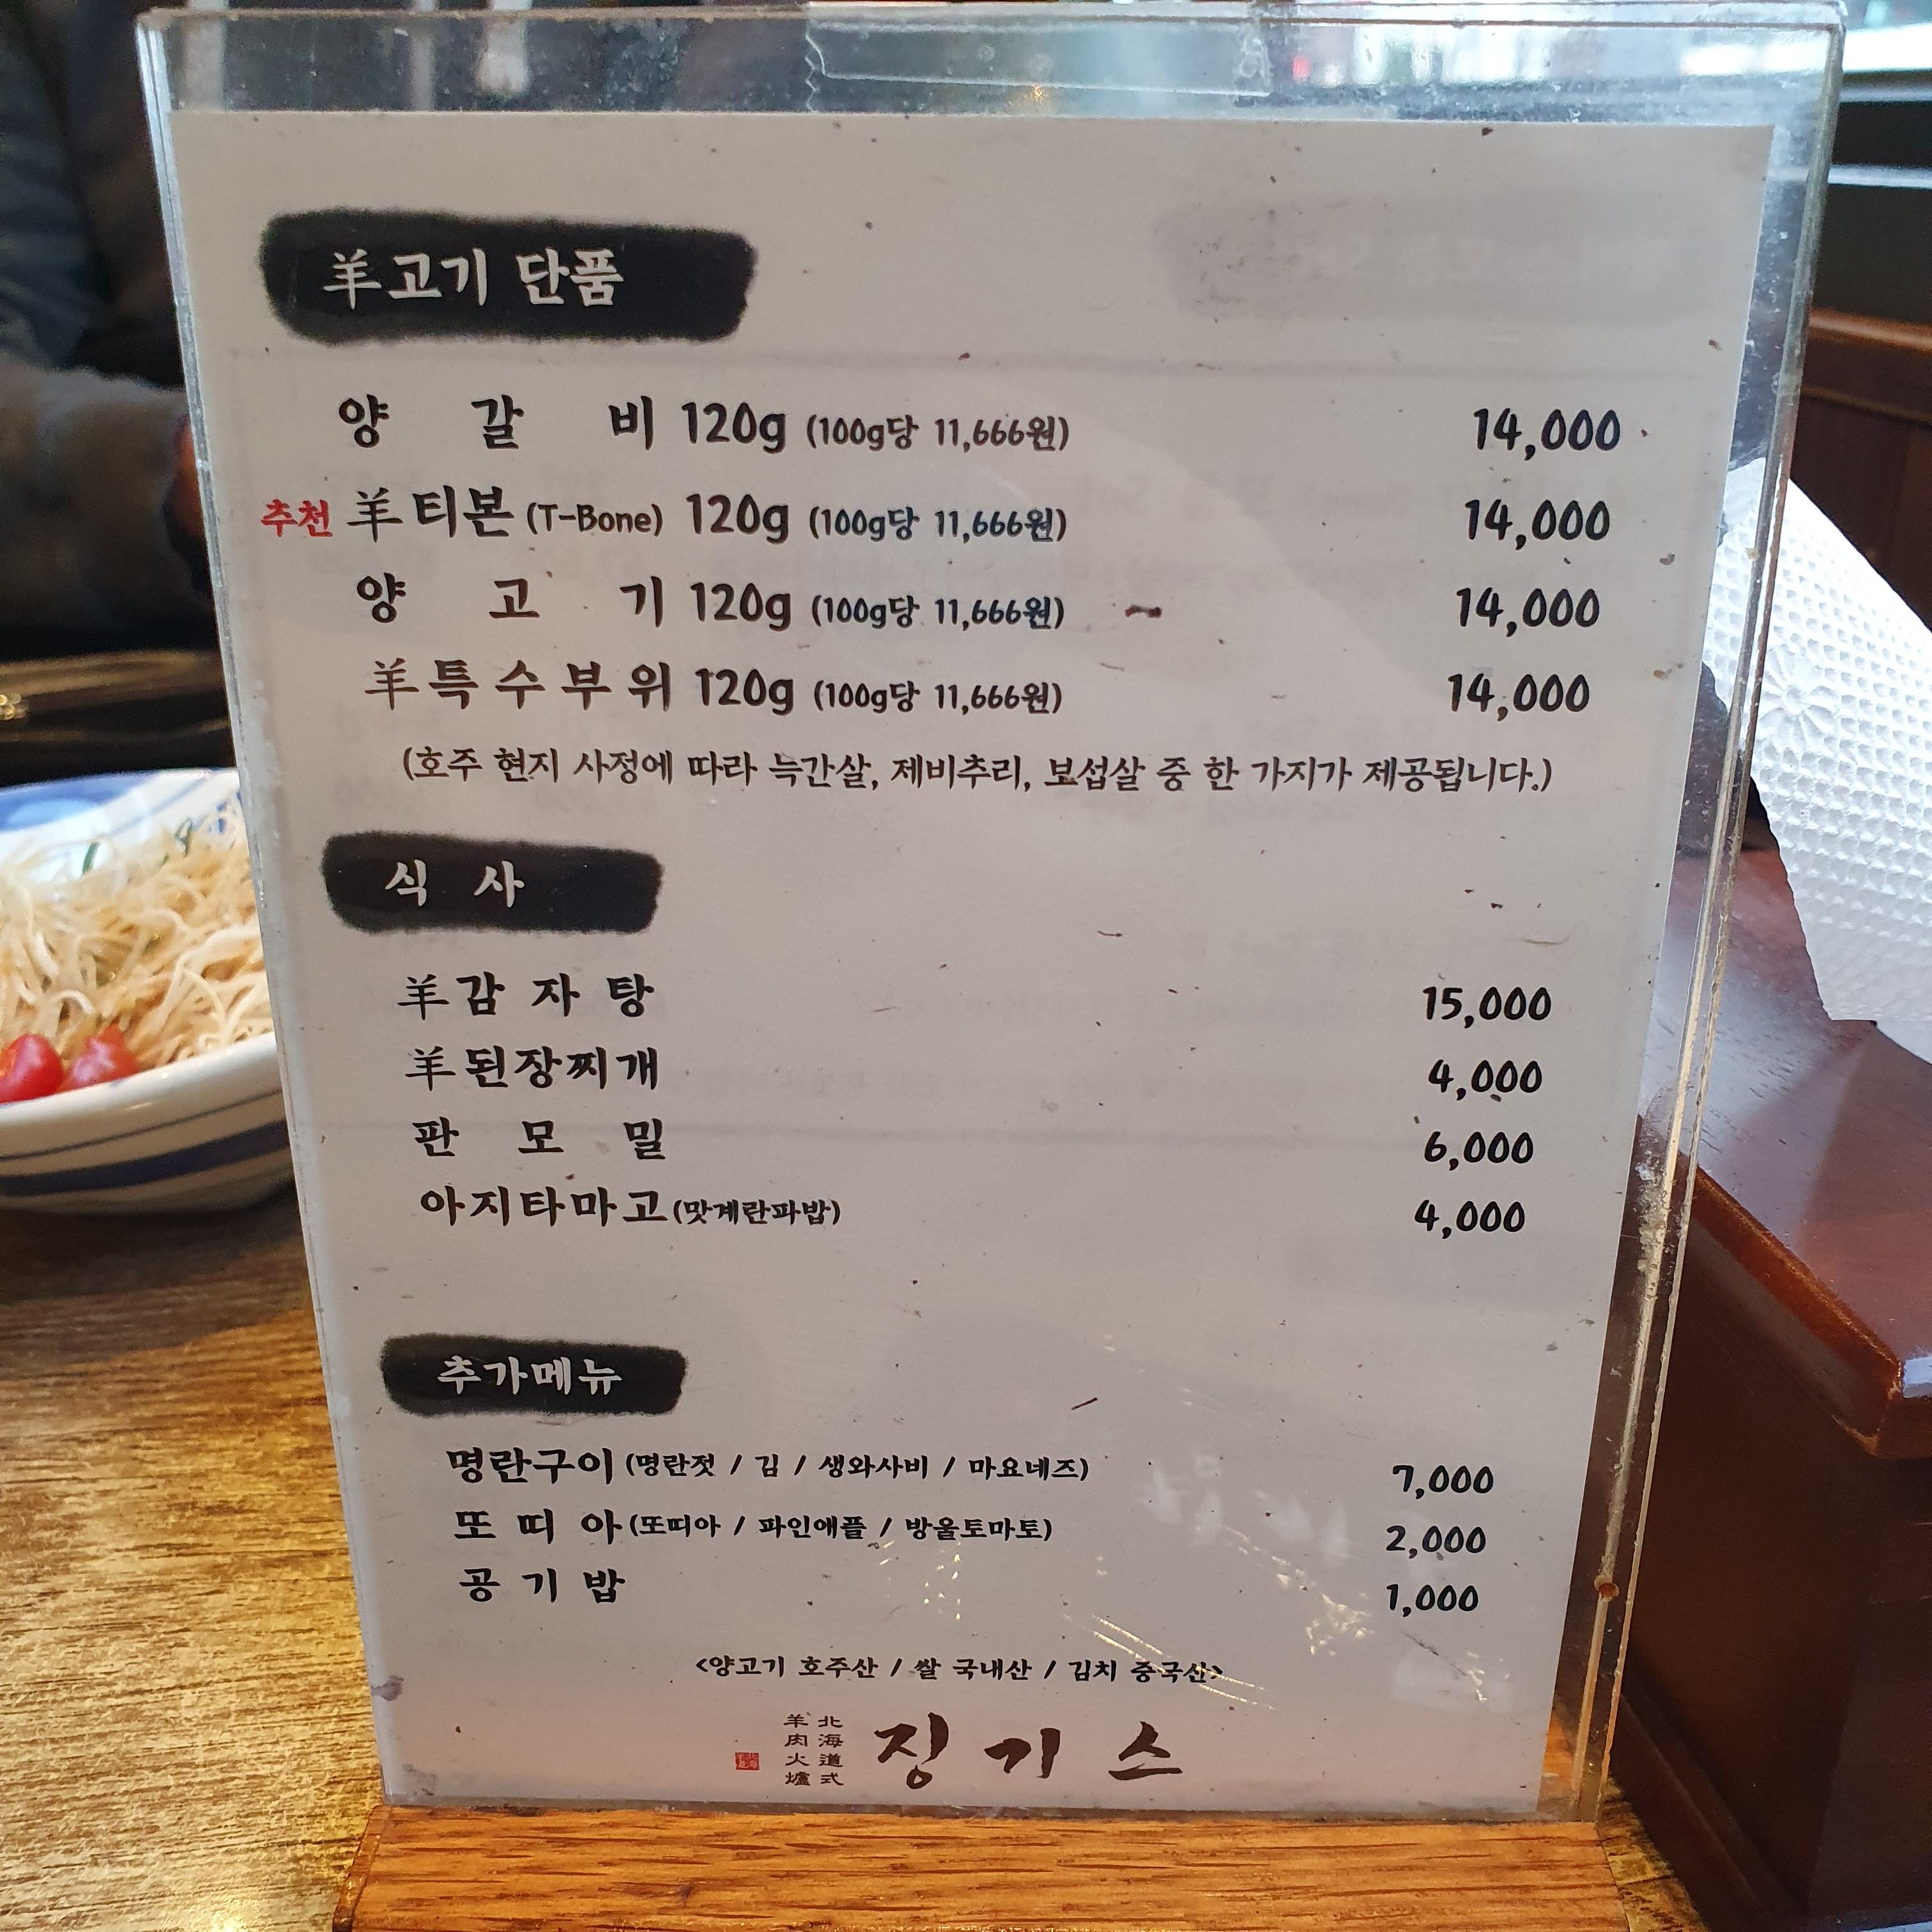 羊고기 단품
양 갈 비 120g (100g당 11,666원) 14,000
추천 羊티본 (T-Bone) 120g (100g당 11,666원) 14,000
양 고 기 120g (100g당 11,666원) 14,000
羊특수부위 120g (100g당 11,666원) 14,000
(호주 현지 사정에 따라 늑간살, 제비추리, 보섭살 중 한 가지가 제공됩니다.)
식 사
羊감 자 탕 15,000
羊된장찌개 4,000
판 모 밀 6,000
아지타마고(맛계란파밥) 4,000
추가메뉴
명란구이 (명란젓 / 김 / 생와사비 / 마요네즈) 7,000
또 띠 아 (또띠아 / 파인애플 / 방울토마토) 2,000
공 기 밥 1,000
<양고기 호주산 / 쌀 국내산 / 김치 중국산>
北海道式
羊肉火爐
징기스